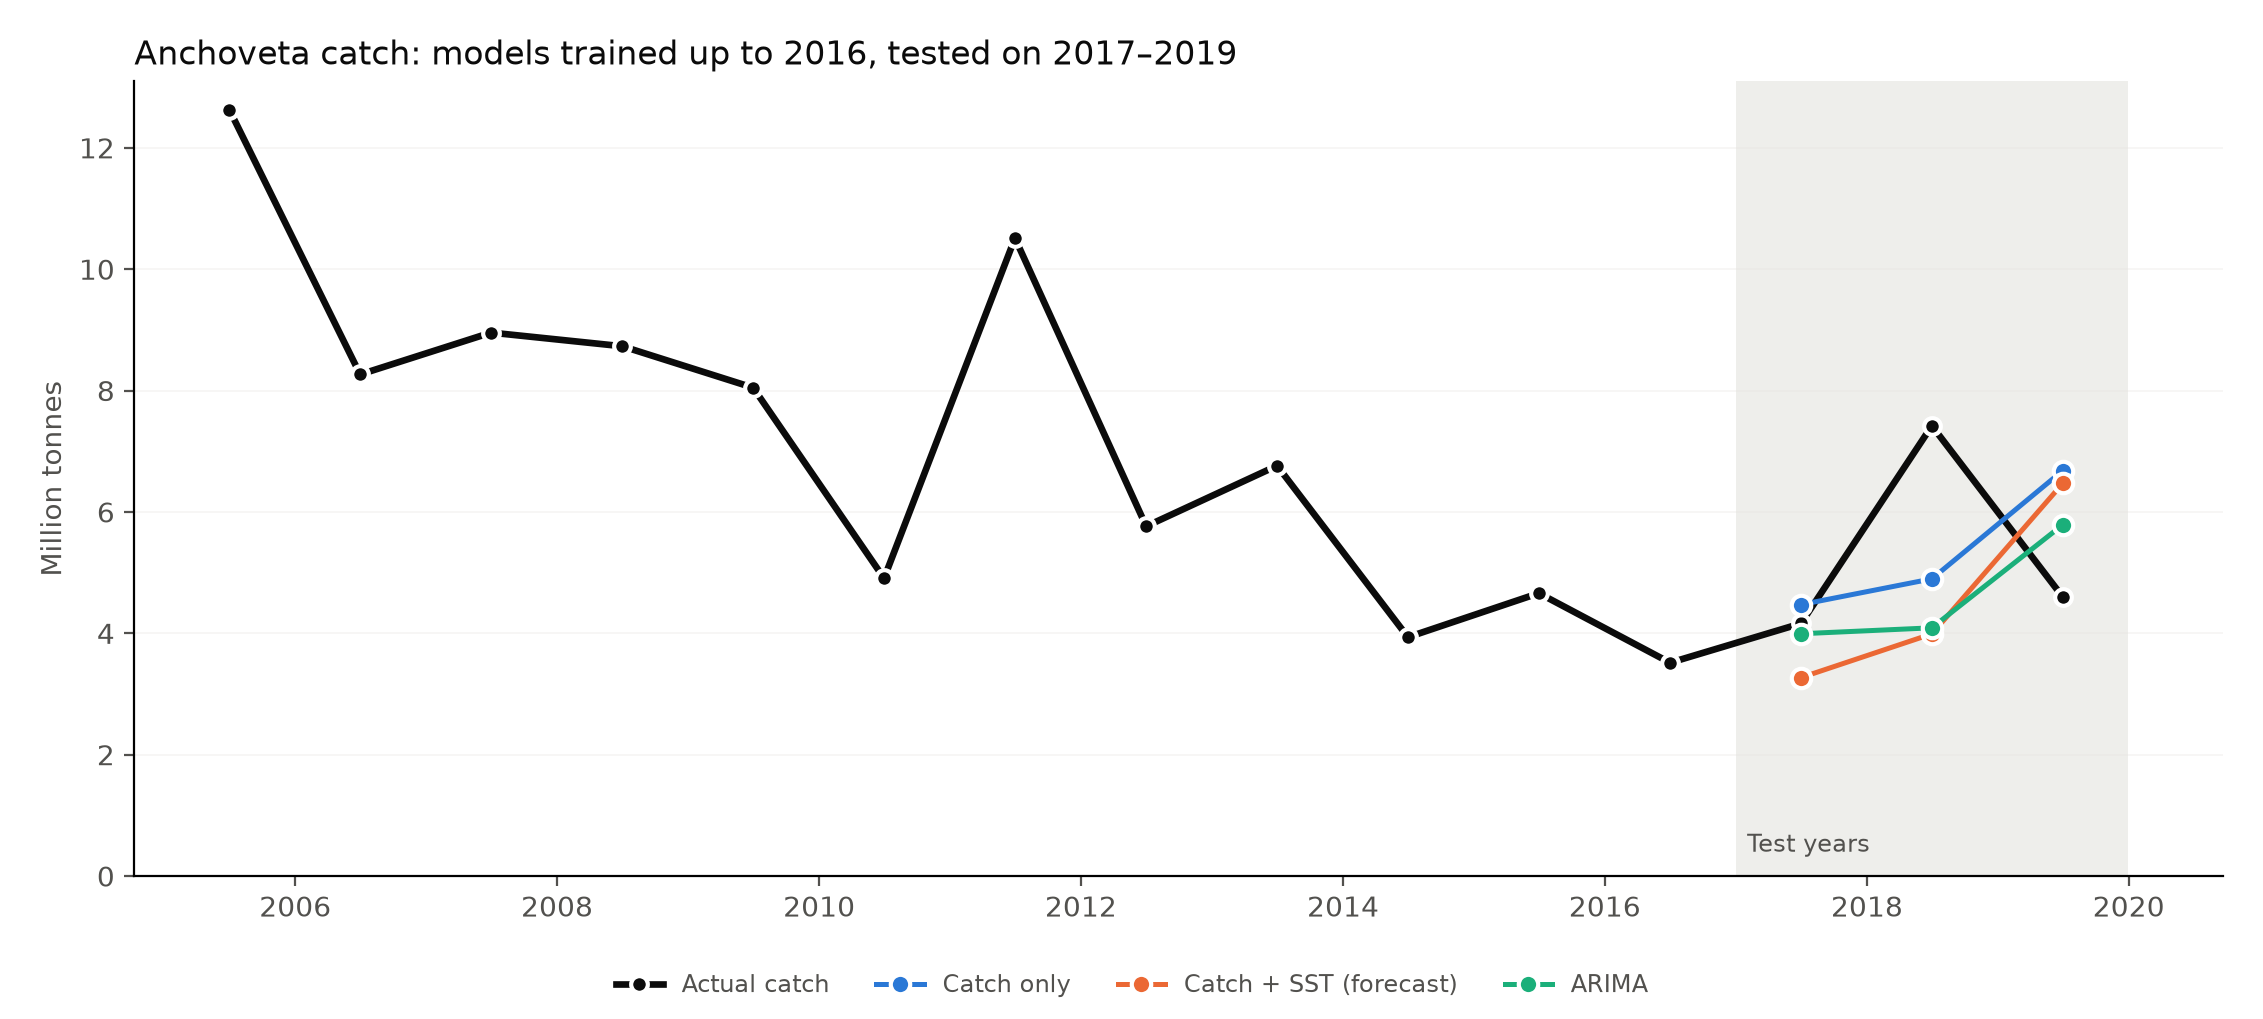 Anchoveta catch: models trained up to 2016, tested on 2017–2019
Million tonnes
12
10
8
6
4
2
0
Test years
2006 2008 2010 2012 2014 2016 2018 2020
Actual catch Catch only Catch + SST (forecast) ARIMA